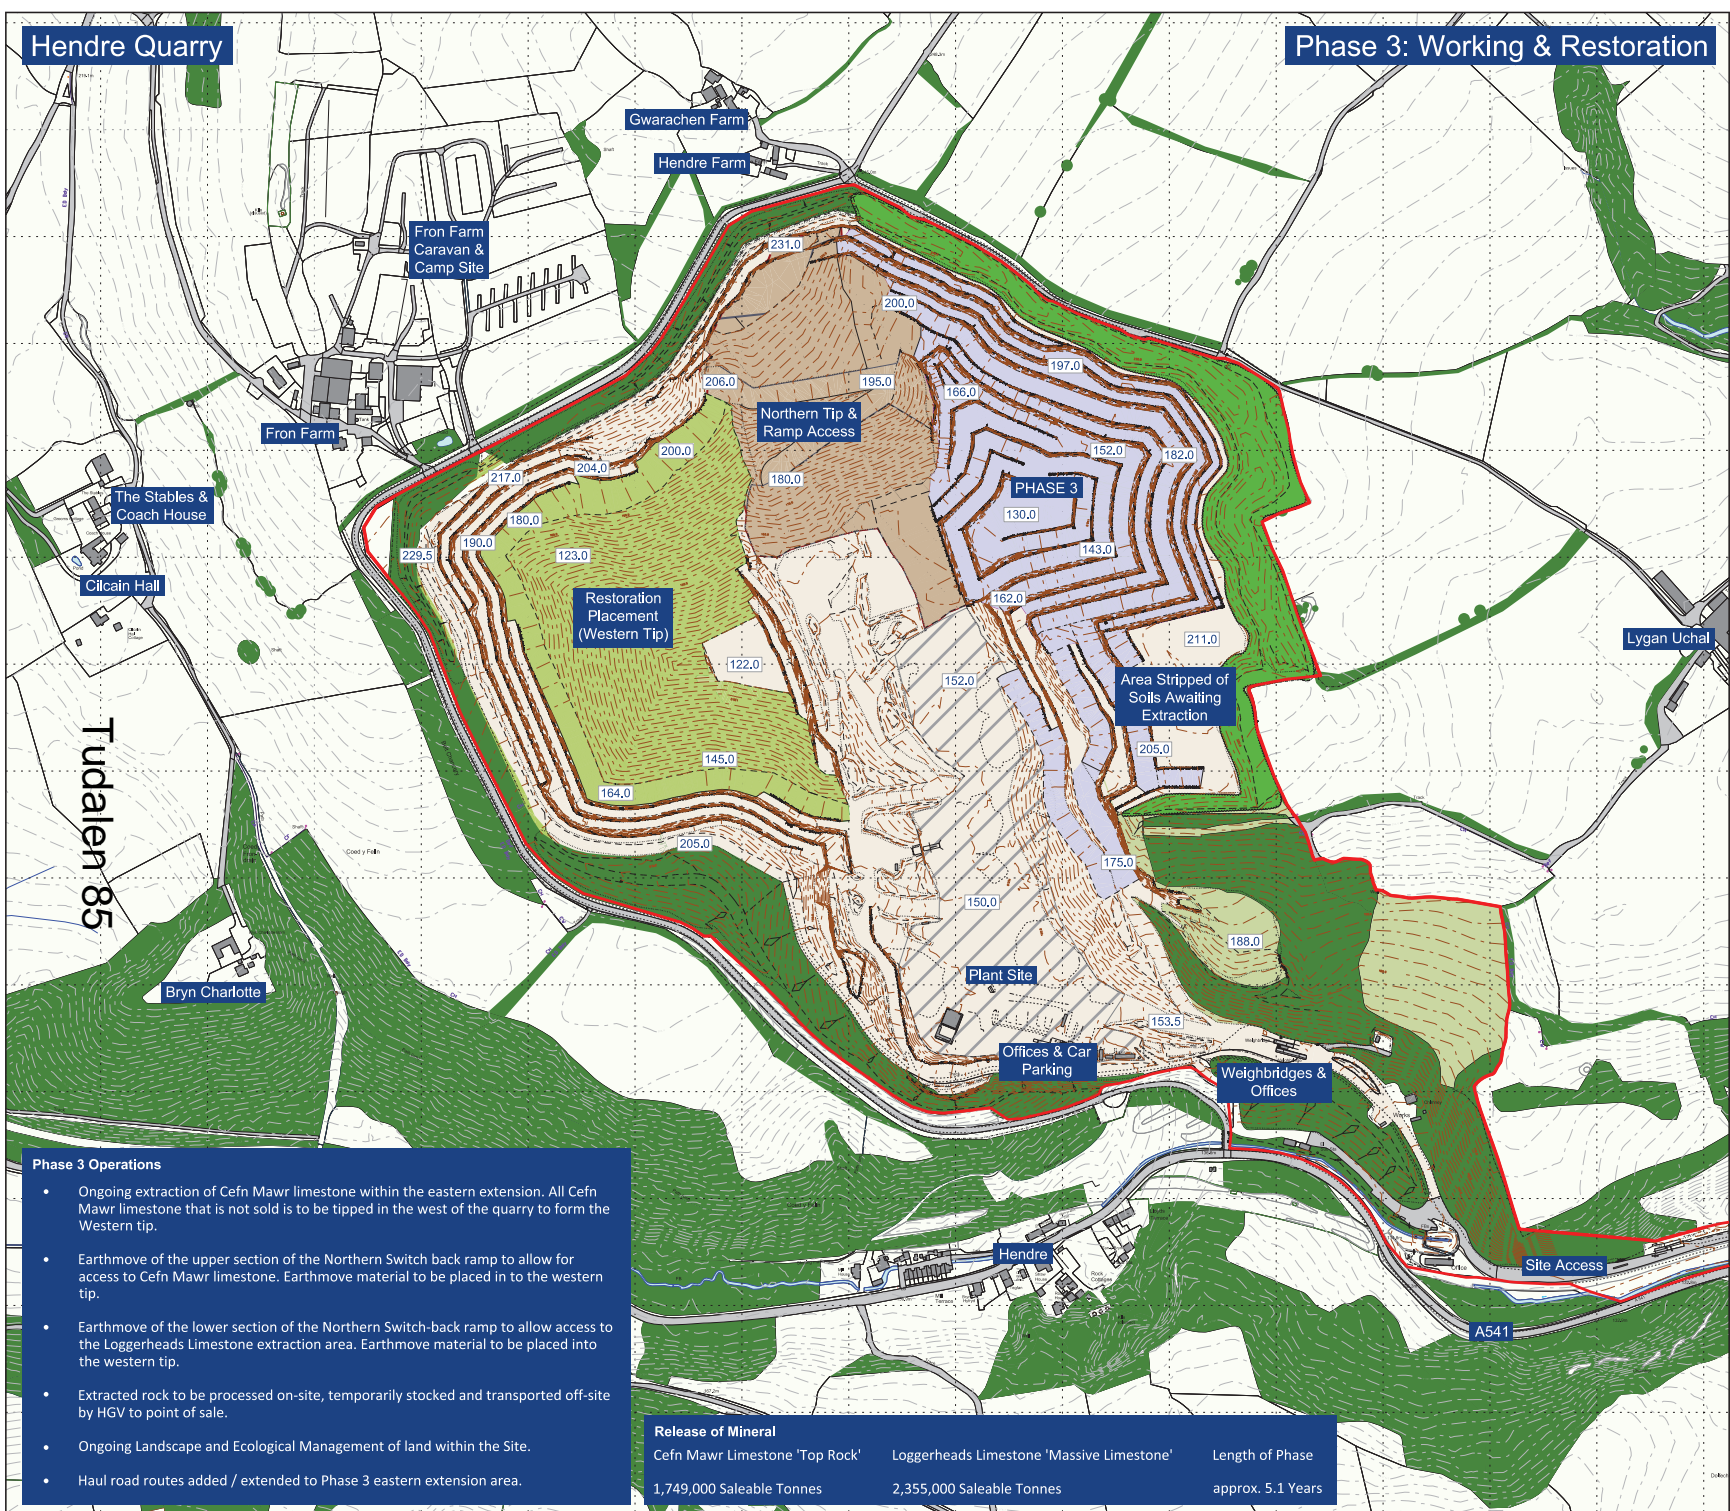 Hendre Quarry
Phase 3: Working & Restoration
Gwarachen Farm
Hendre Farm
Fron Farm
Caravan &
Camp Site
Fron Farm
The Stables &
Coach House
Cilcain Hall
Tudalen 85
Bryn Charlotte
Lygan Uchal
231.0
200.0
197.0
206.0
195.0
166.0
Northern Tip &
Ramp Access
200.0
152.0
182.0
204.0
217.0
180.0
PHASE 3
130.0
180.0
190.0
229.5
123.0
143.0
162.0
Restoration
Placement
(Western Tip)
211.0
122.0
152.0
Area Stripped of
Soils Awaiting
Extraction
205.0
145.0
164.0
205.0
175.0
150.0
188.0
Plant Site
153.5
Offices & Car
Parking
Weighbridges &
Offices
Hendre
Site Access
A541
Coed y Felin
Track
Shaft
Works
Office
Phase 3 Operations
• Ongoing extraction of Cefn Mawr limestone within the eastern extension. All Cefn
Mawr limestone that is not sold is to be tipped in the west of the quarry to form the
Western tip.
• Earthmove of the upper section of the Northern Switch back ramp to allow for
access to Cefn Mawr limestone. Earthmove material to be placed in to the western
tip.
• Earthmove of the lower section of the Northern Switch-back ramp to allow access to
the Loggerheads Limestone extraction area. Earthmove material to be placed into
the western tip.
• Extracted rock to be processed on-site, temporarily stocked and transported off-site
by HGV to point of sale.
• Ongoing Landscape and Ecological Management of land within the Site.
• Haul road routes added / extended to Phase 3 eastern extension area.
Release of Mineral
Cefn Mawr Limestone 'Top Rock' Loggerheads Limestone 'Massive Limestone' Length of Phase
1,749,000 Saleable Tonnes 2,355,000 Saleable Tonnes approx. 5.1 Years